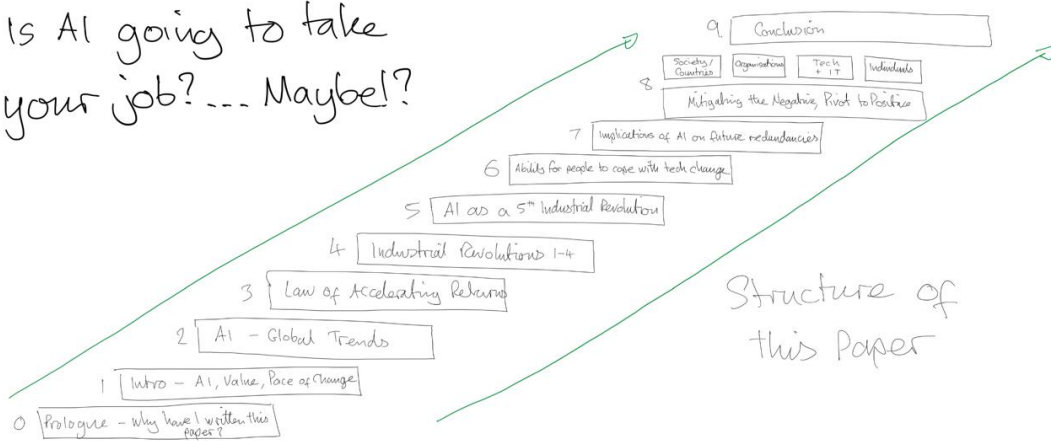 Is AI going to take
your job?... Maybe!?
9. Conclusion
Society/
Countries
Organisations
Tech
+ IT
Individuals
8 Mitigating the Negative, Pivot to Positive
7 Implications of AI on future redundancies
6 Ability for people to cope with tech change
5 AI as a 5th Industrial Revolution
4 Industrial Revolutions 1-4
3 Law of Accelerating Returns
2 AI - Global Trends
1 Intro - AI, Value, Pace of Change
0 Prologue - why have I written this
paper?
Structure of
this Paper